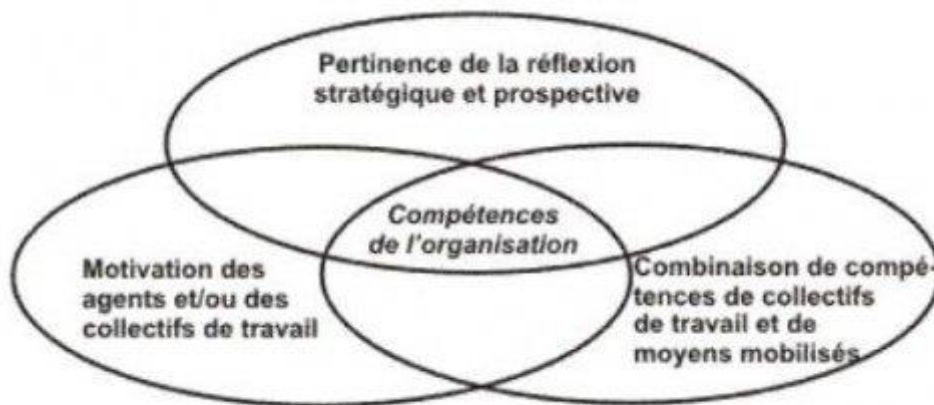 Pertinence de la réflexion
stratégique et prospective
Compétences
de l'organisation
Motivation des
agents et/ou des
collectifs de travail
Combinaison de compé-
tences de collectifs
de travail et de
moyens mobilisés